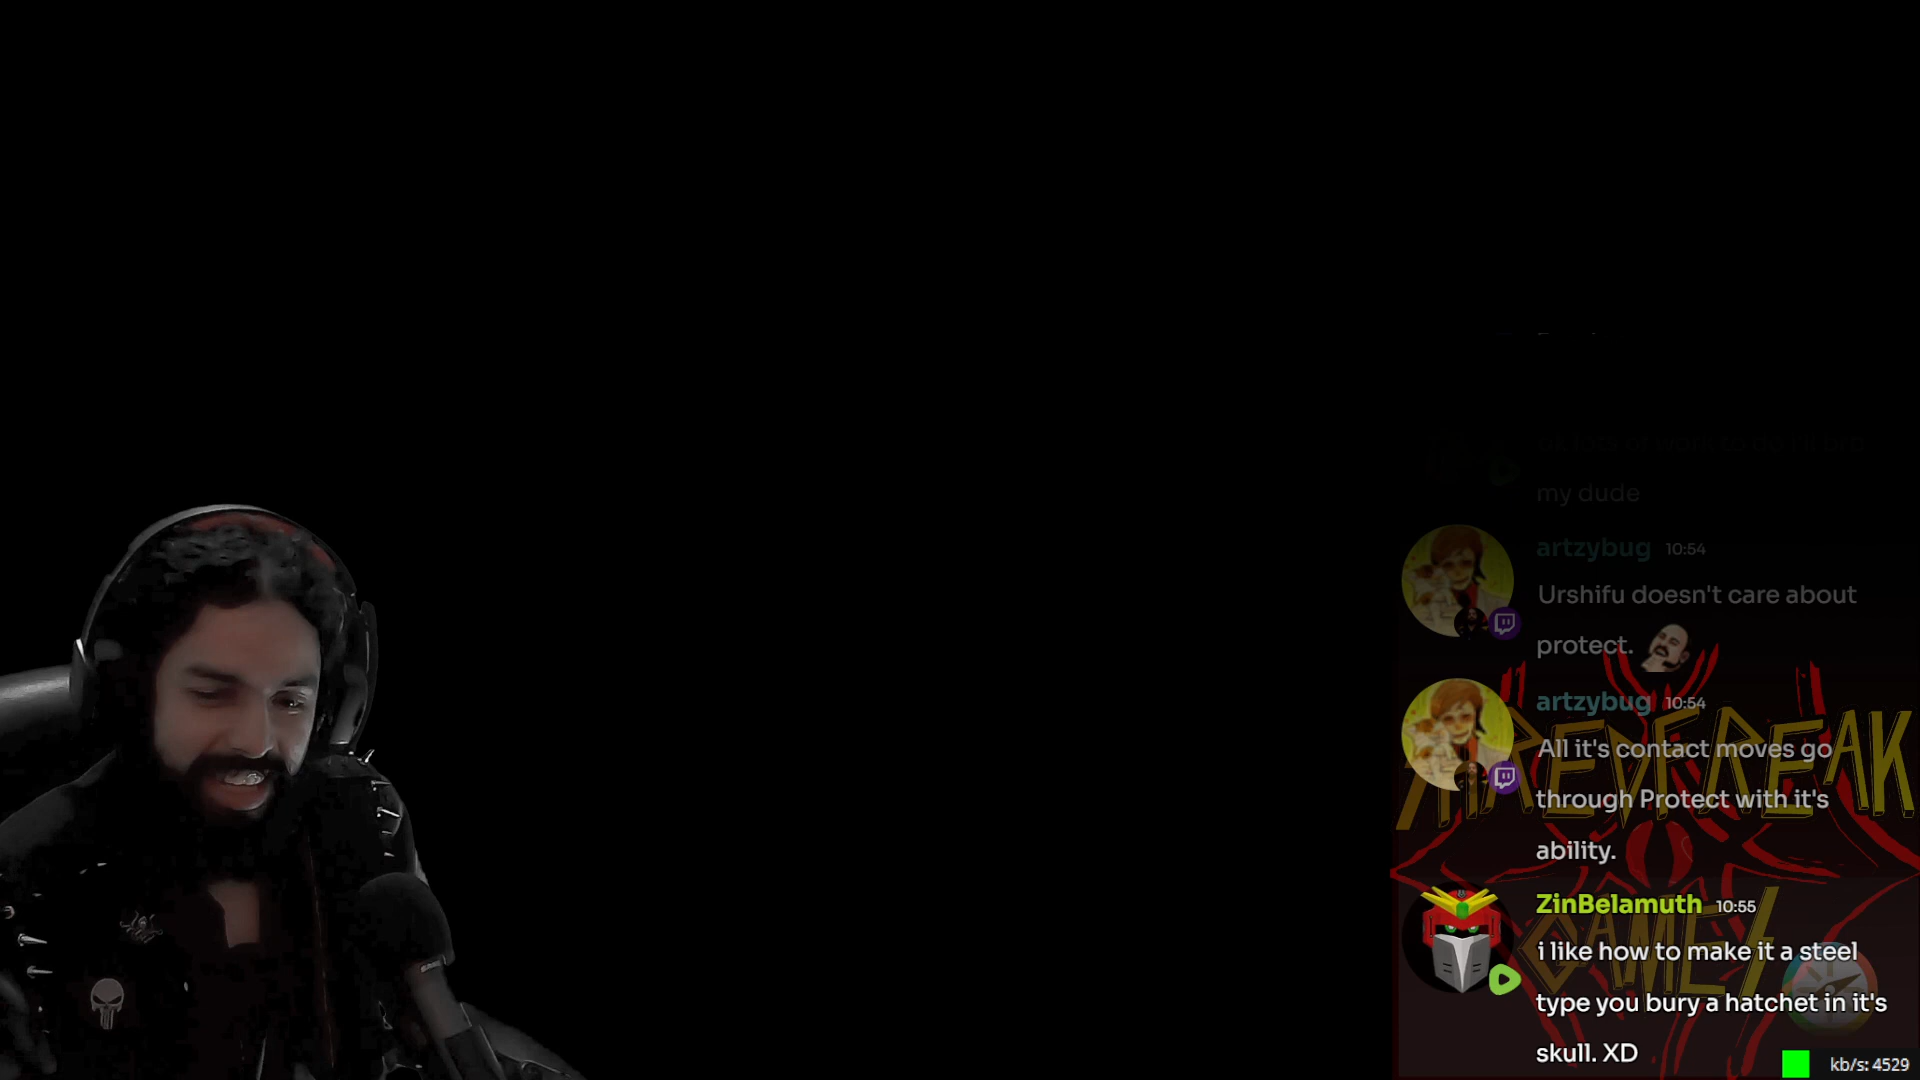 my dude
artzybug 10:54
Urshifu doesn't care about
protect.
artzybug 10:54
All it's contact moves go
through Protect with it's
ability.
ZinBelamuth 10:55
i like how to make it a steel
type you bury a hatchet in it's
skull. XD
GAMES
kb/s: 4529